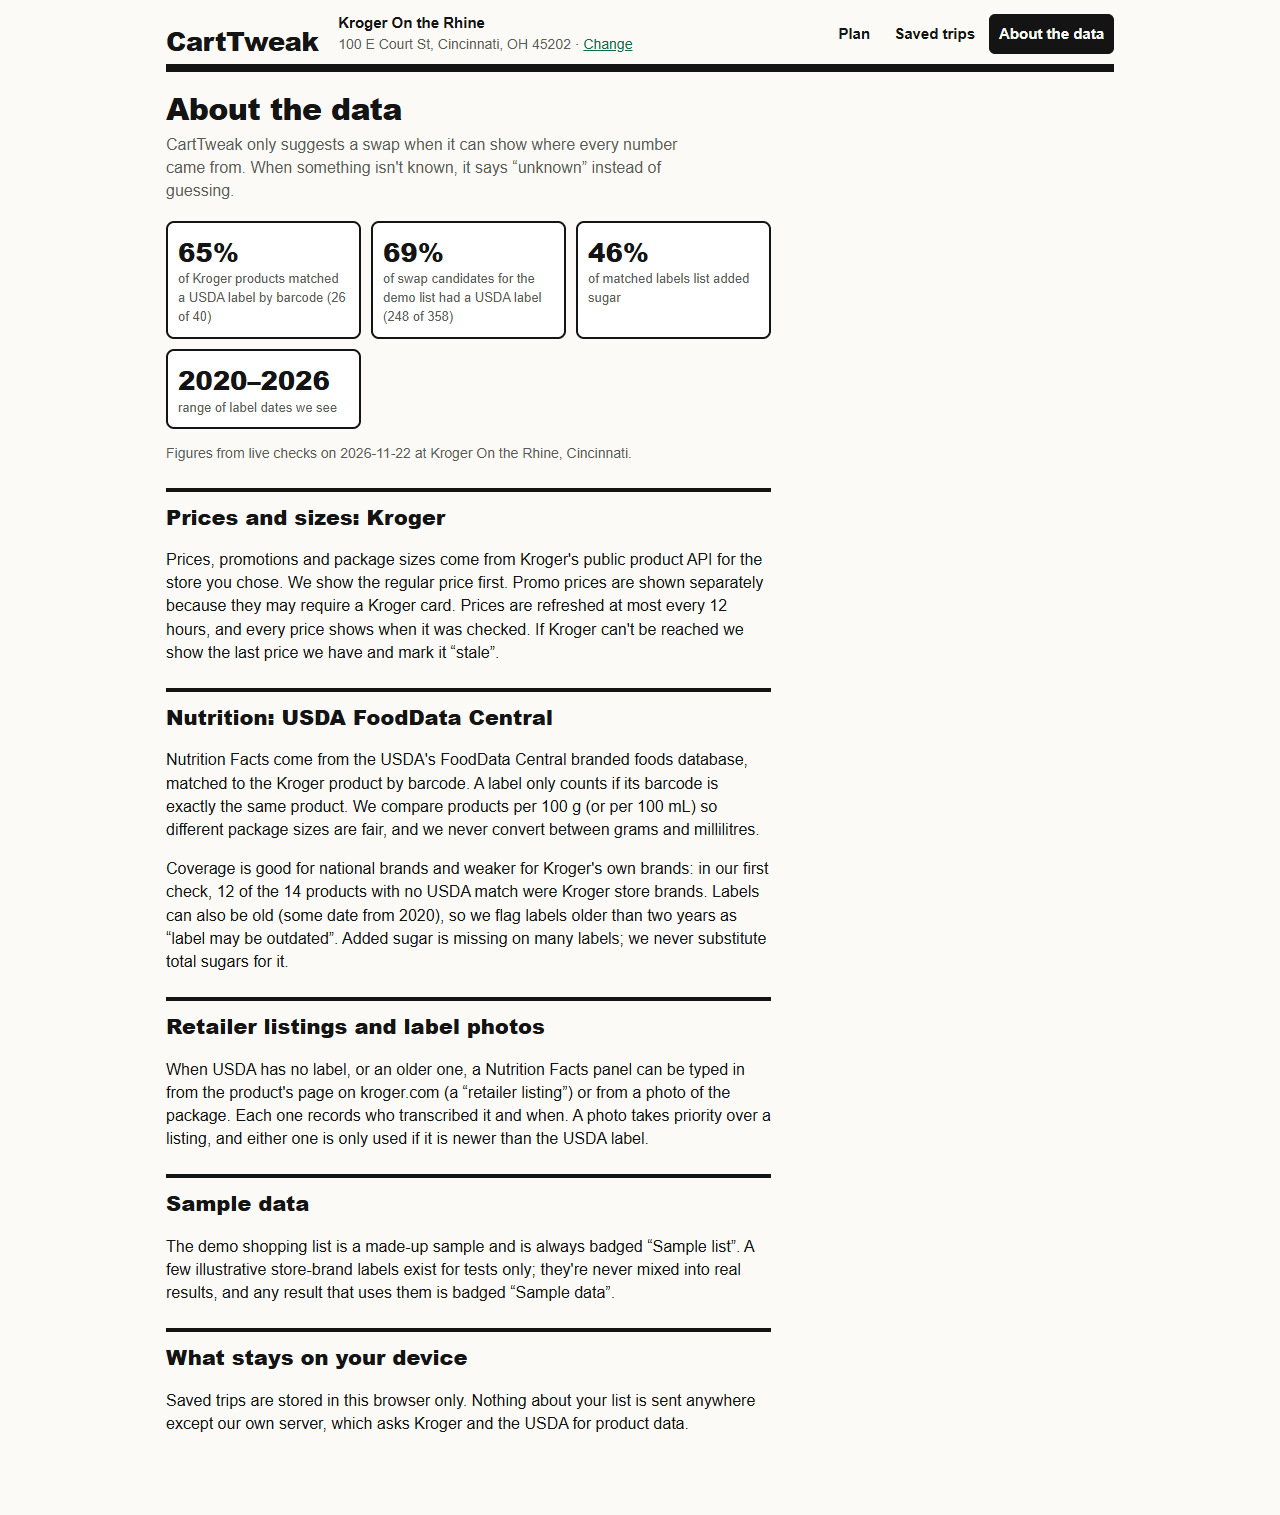 CartTweak
Kroger On the Rhine
100 E Court St, Cincinnati, OH 45202 · Change
Plan
Saved trips
About the data
About the data
CartTweak only suggests a swap when it can show where every number
came from. When something isn't known, it says “unknown” instead of
guessing.
65%
of Kroger products matched
a USDA label by barcode (26
of 40)
69%
of swap candidates for the
demo list had a USDA label
(248 of 358)
46%
of matched labels list added
sugar
2020–2026
range of label dates we see
Figures from live checks on 2026-11-22 at Kroger On the Rhine, Cincinnati.
Prices and sizes: Kroger
Prices, promotions and package sizes come from Kroger's public product API for the
store you chose. We show the regular price first. Promo prices are shown separately
because they may require a Kroger card. Prices are refreshed at most every 12
hours, and every price shows when it was checked. If Kroger can't be reached we
show the last price we have and mark it “stale”.
Nutrition: USDA FoodData Central
Nutrition Facts come from the USDA's FoodData Central branded foods database,
matched to the Kroger product by barcode. A label only counts if its barcode is
exactly the same product. We compare products per 100 g (or per 100 mL) so
different package sizes are fair, and we never convert between grams and millilitres.
Coverage is good for national brands and weaker for Kroger's own brands: in our first
check, 12 of the 14 products with no USDA match were Kroger store brands. Labels
can also be old (some date from 2020), so we flag labels older than two years as
“label may be outdated”. Added sugar is missing on many labels; we never substitute
total sugars for it.
Retailer listings and label photos
When USDA has no label, or an older one, a Nutrition Facts panel can be typed in
from the product's page on kroger.com (a “retailer listing”) or from a photo of the
package. Each one records who transcribed it and when. A photo takes priority over a
listing, and either one is only used if it is newer than the USDA label.
Sample data
The demo shopping list is a made-up sample and is always badged “Sample list”. A
few illustrative store-brand labels exist for tests only; they're never mixed into real
results, and any result that uses them is badged “Sample data”.
What stays on your device
Saved trips are stored in this browser only. Nothing about your list is sent anywhere
except our own server, which asks Kroger and the USDA for product data.